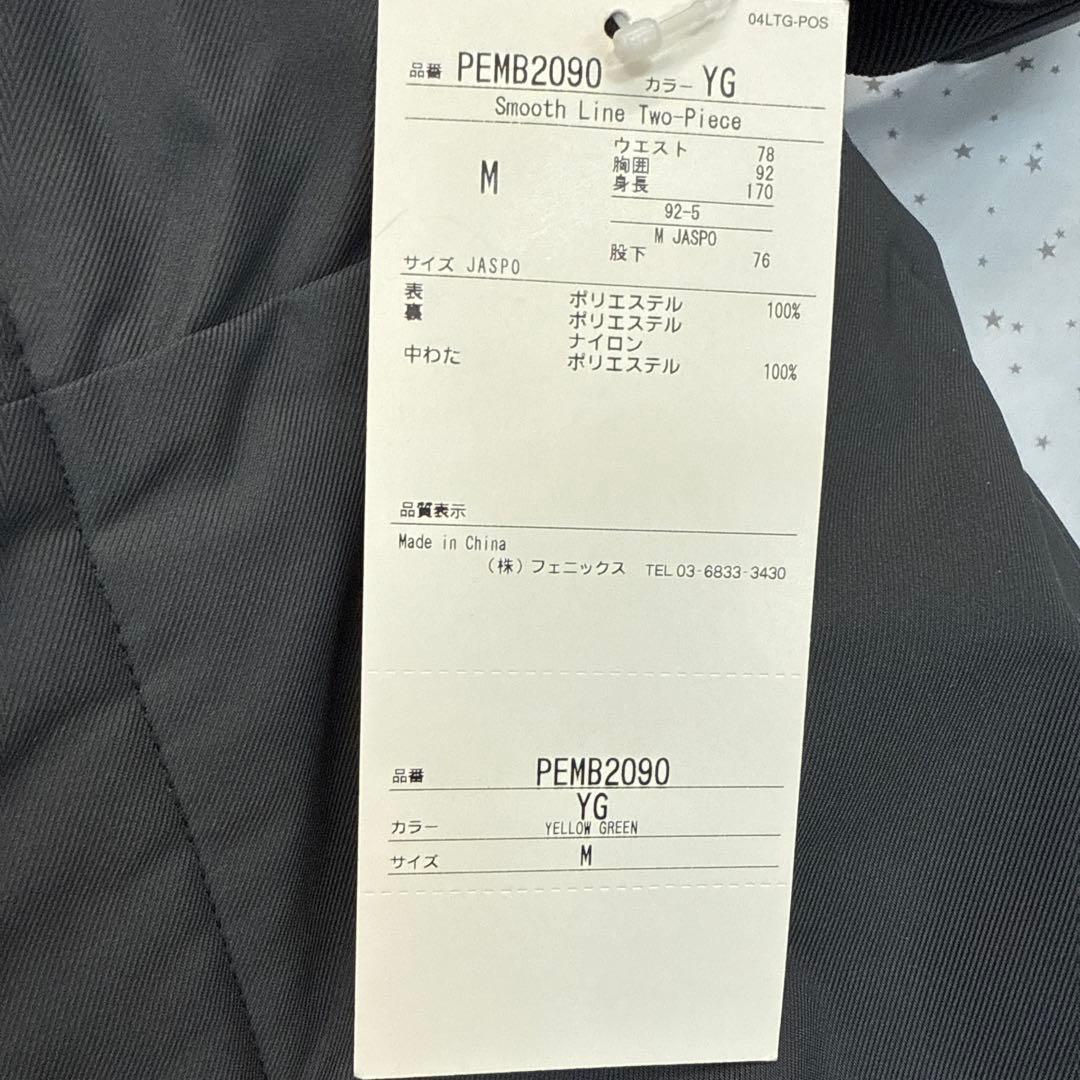 04LTG-POS
品番 PEMB2090 カラー YG
Smooth Line Two-Piece
M
ウエスト 78
胸囲 92
身長 170
92-5
M JASPO
股下 76
サイズ JASPO
表 ポリエステル 100%
裏 ポリエステル
ナイロン
中わた ポリエステル 100%
品質表示
Made in China
（株）フェニックス TEL 03-6833-3430
品番 PEMB2090
YG
カラー YELLOW GREEN
サイズ M